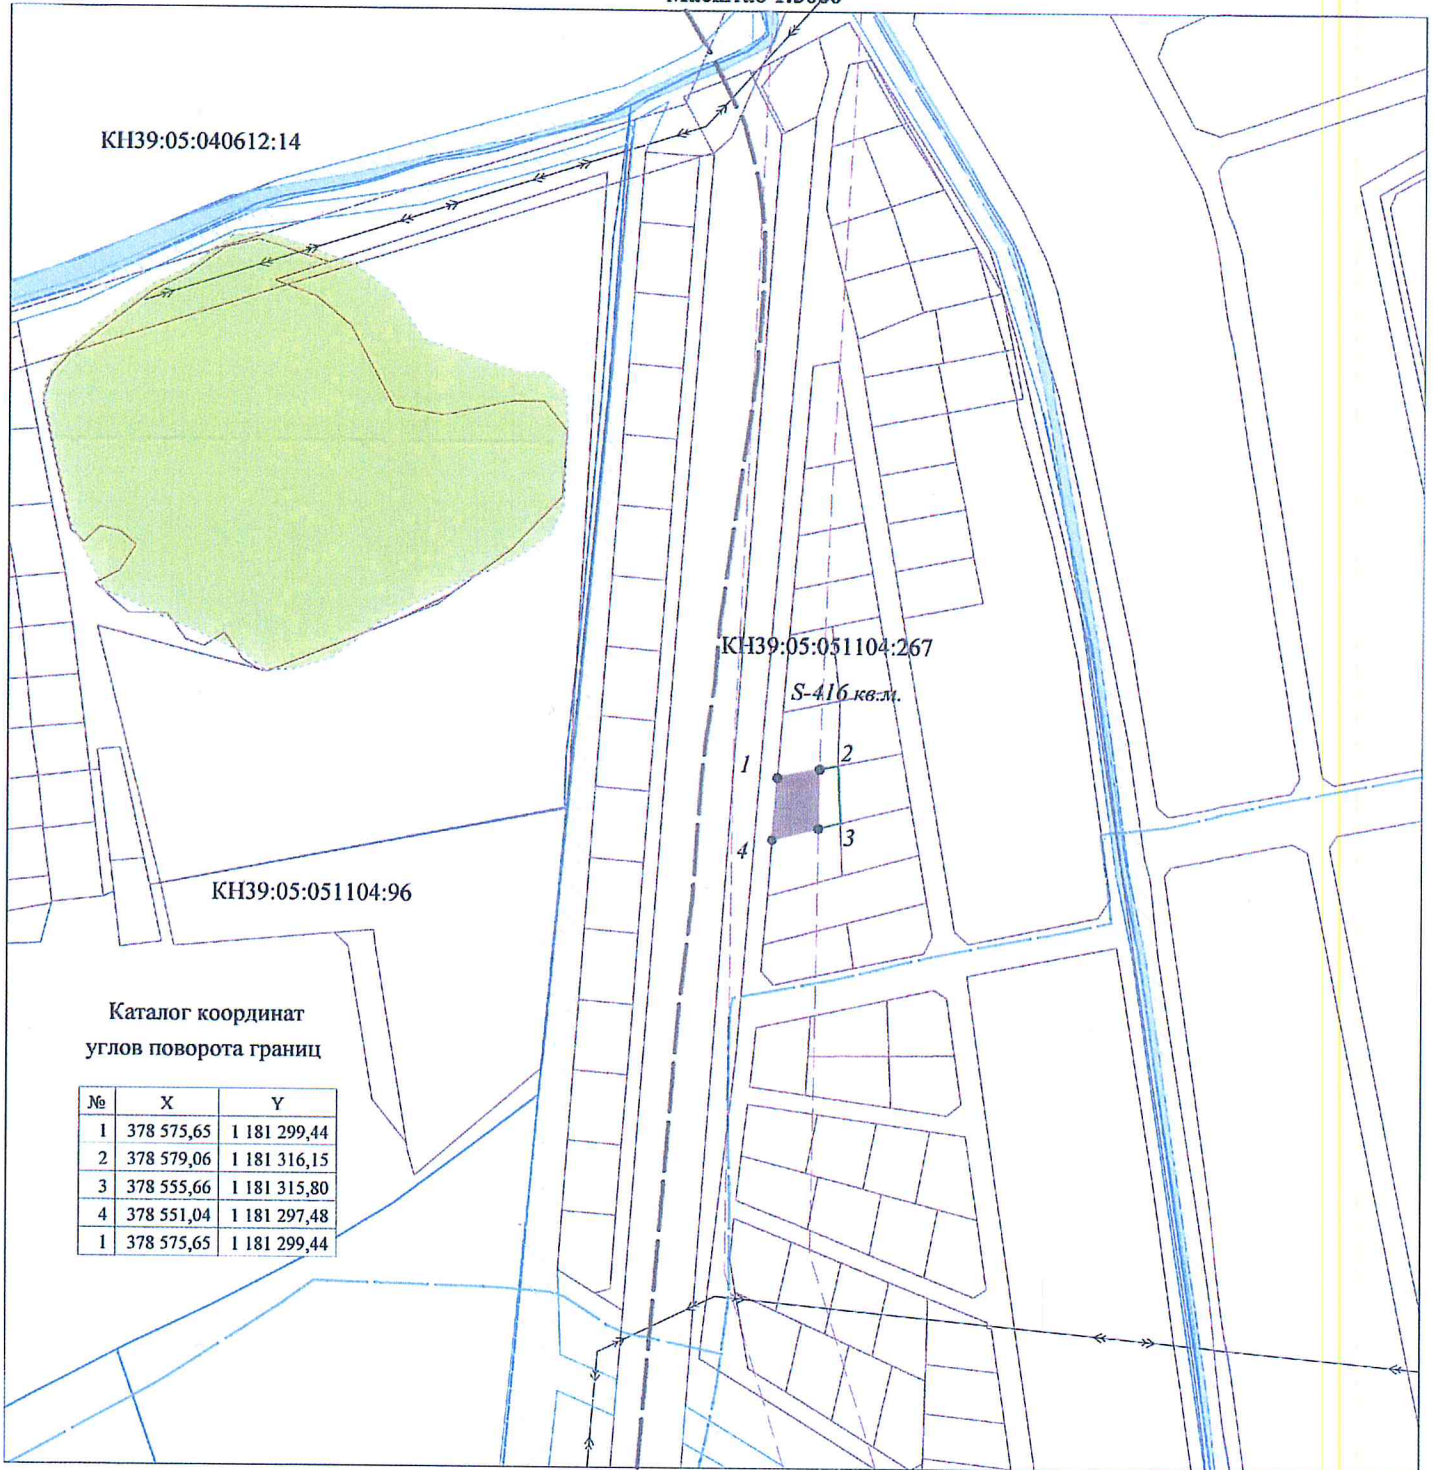 КН39:05:040612:14
КН39:05:051104:267
S-416 кв.м.
1
2
3
4
КН39:05:051104:96
Каталог координат
углов поворота границ
№ X Y
1 378 575,65 1 181 299,44
2 378 579,06 1 181 316,15
3 378 555,66 1 181 315,80
4 378 551,04 1 181 297,48
1 378 575,65 1 181 299,44